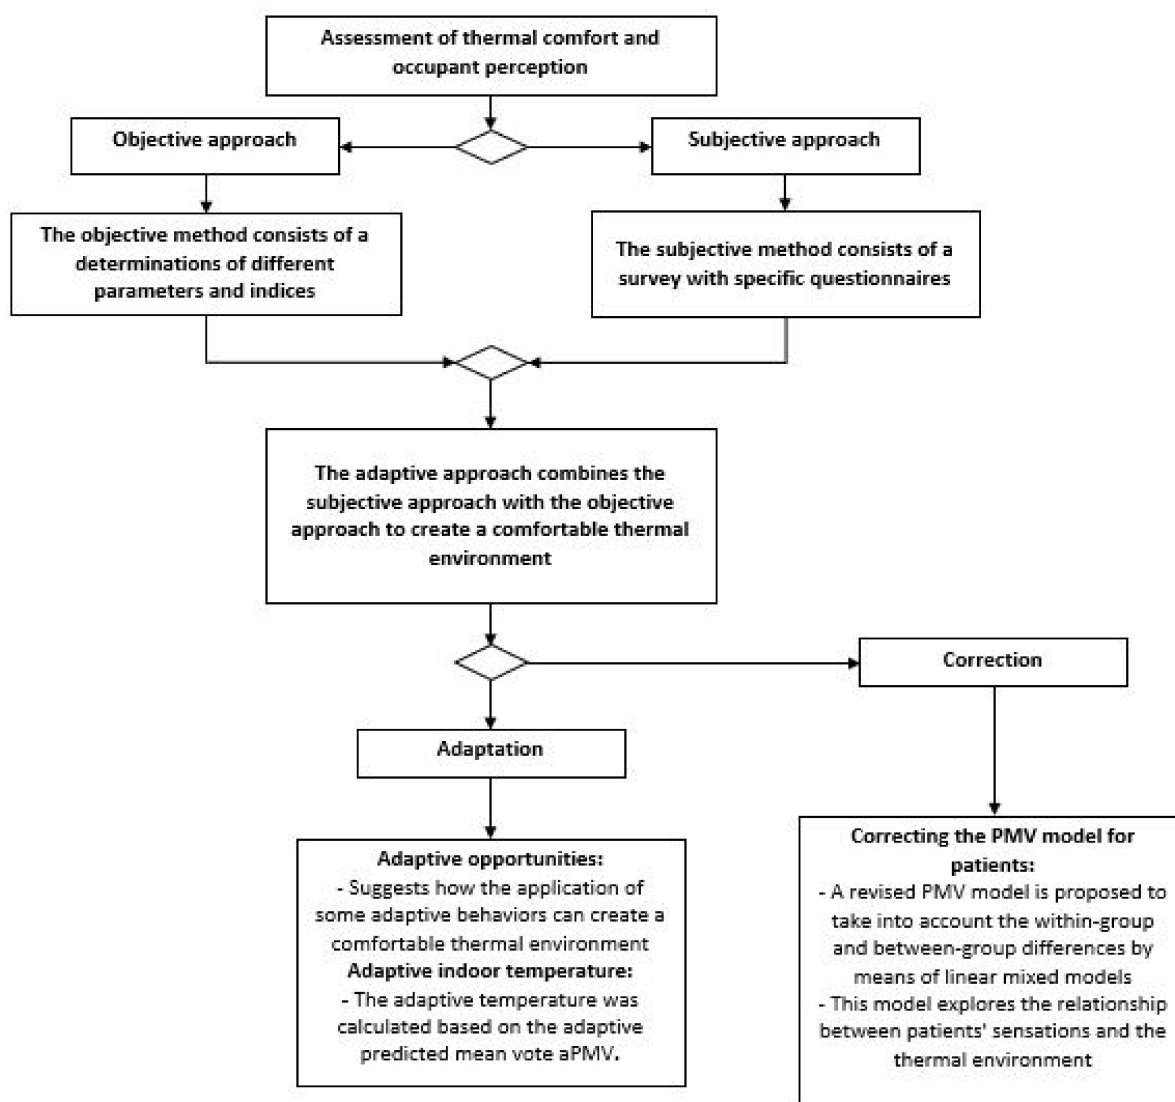 Assessment of thermal comfort and
occupant perception
Objective approach
Subjective approach
The objective method consists of a
determinations of different
parameters and indices
The subjective method consists of a
survey with specific questionnaires
The adaptive approach combines the
subjective approach with the objective
approach to create a comfortable thermal
environment
Correction
Adaptation
Adaptive opportunities:
- Suggests how the application of
some adaptive behaviors can create a
comfortable thermal environment
Adaptive indoor temperature:
- The adaptive temperature was
calculated based on the adaptive
predicted mean vote aPMV.
Correcting the PMV model for
patients:
- A revised PMV model is proposed to
take into account the within-group
and between-group differences by
means of linear mixed models
- This model explores the relationship
between patients' sensations and the
thermal environment